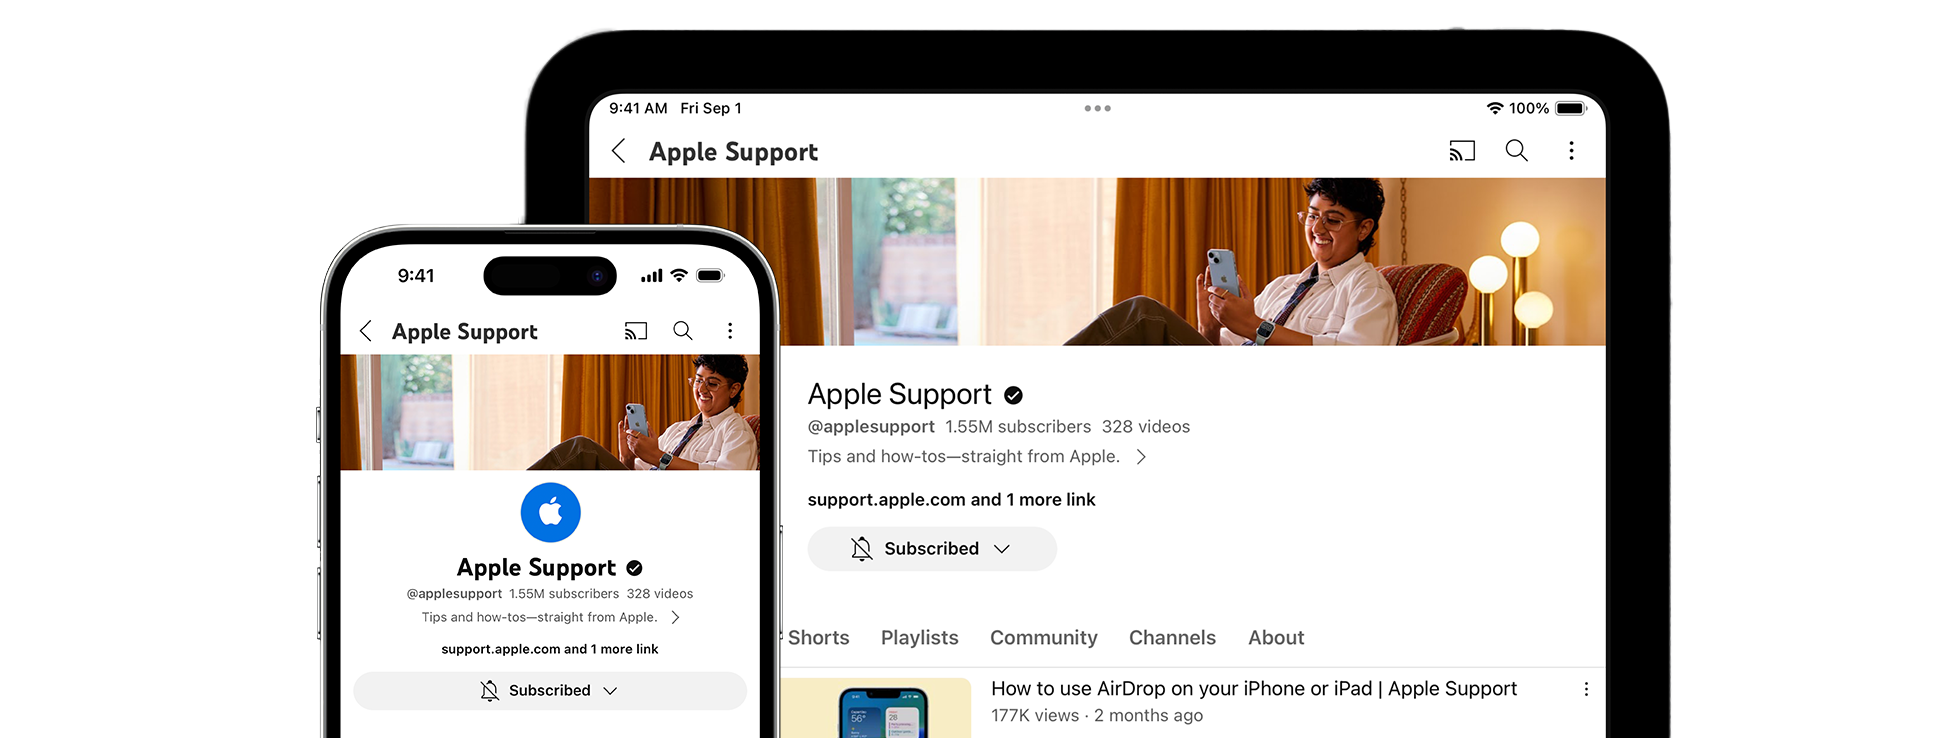 9:41 AM Fri Sep 1
100%
Apple Support
Apple Support
@applesupport 1.55M subscribers 328 videos
Tips and how-tos—straight from Apple.
support.apple.com and 1 more link
Subscribed
Shorts Playlists Community Channels About
How to use AirDrop on your iPhone or iPad | Apple Support
177K views · 2 months ago
56°
28
9:41
Apple Support
Apple Support
@applesupport 1.55M subscribers 328 videos
Tips and how-tos—straight from Apple.
support.apple.com and 1 more link
Subscribed